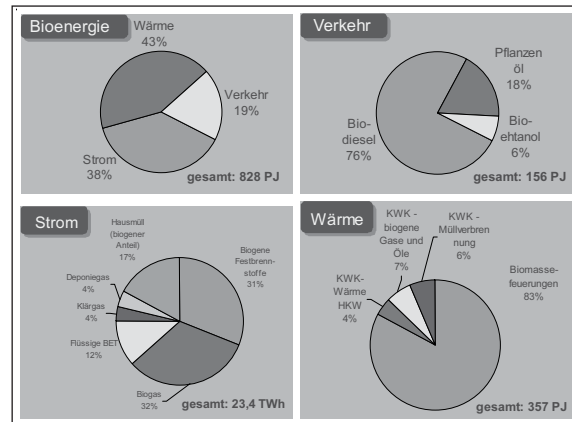 Bioenergie
Wärme
43%
Verkehr
19%
Strom
38%
gesamt: 828 PJ
Verkehr
Pflanzen
öl
18%
Bio-
diesel
76%
Bio-
ehtanol
6%
gesamt: 156 PJ
Strom
Hausmüll
(biogener
Anteil)
17%
Biogene
Festbrenn-
stoffe
31%
Deponiegas
4%
Klärgas
4%
Flüssige BET
12%
Biogas
32%
gesamt: 23,4 TWh
Wärme
KWK -
biogene
Gase und
Öle
7%
KWK -
Müllverbren
nung
6%
KWK-
Wärme
HKW
4%
Biomasse-
feuerungen
83%
gesamt: 357 PJ